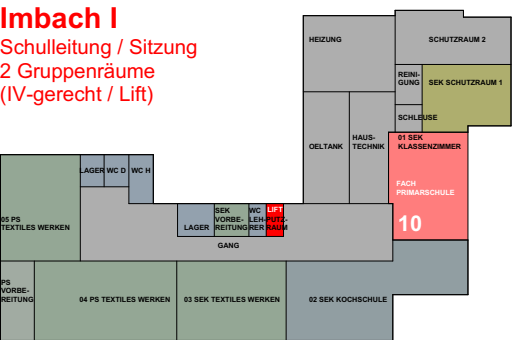 Imbach I
Schulleitung / Sitzung
2 Gruppenräume
(IV-gerecht / Lift)
HEIZUNG
SCHUTZRAUM 2
REINI-
GUNG
SEK SCHUTZRAUM 1
SCHLEUSE
OELTANK
HAUS-
TECHNIK
01 SEK
KLASSENZIMMER
FACH
PRIMARSCHULE
10
LAGER
WC D
WC H
05 PS
TEXTILES WERKEN
LAGER
SEK
VORBE-
REITUNG
WC
LEH-
RER
LIFT
PUTZ-
RAUM
GANG
PS
VORBE-
REITUNG
04 PS TEXTILES WERKEN
03 SEK TEXTILES WERKEN
02 SEK KOCHSCHULE